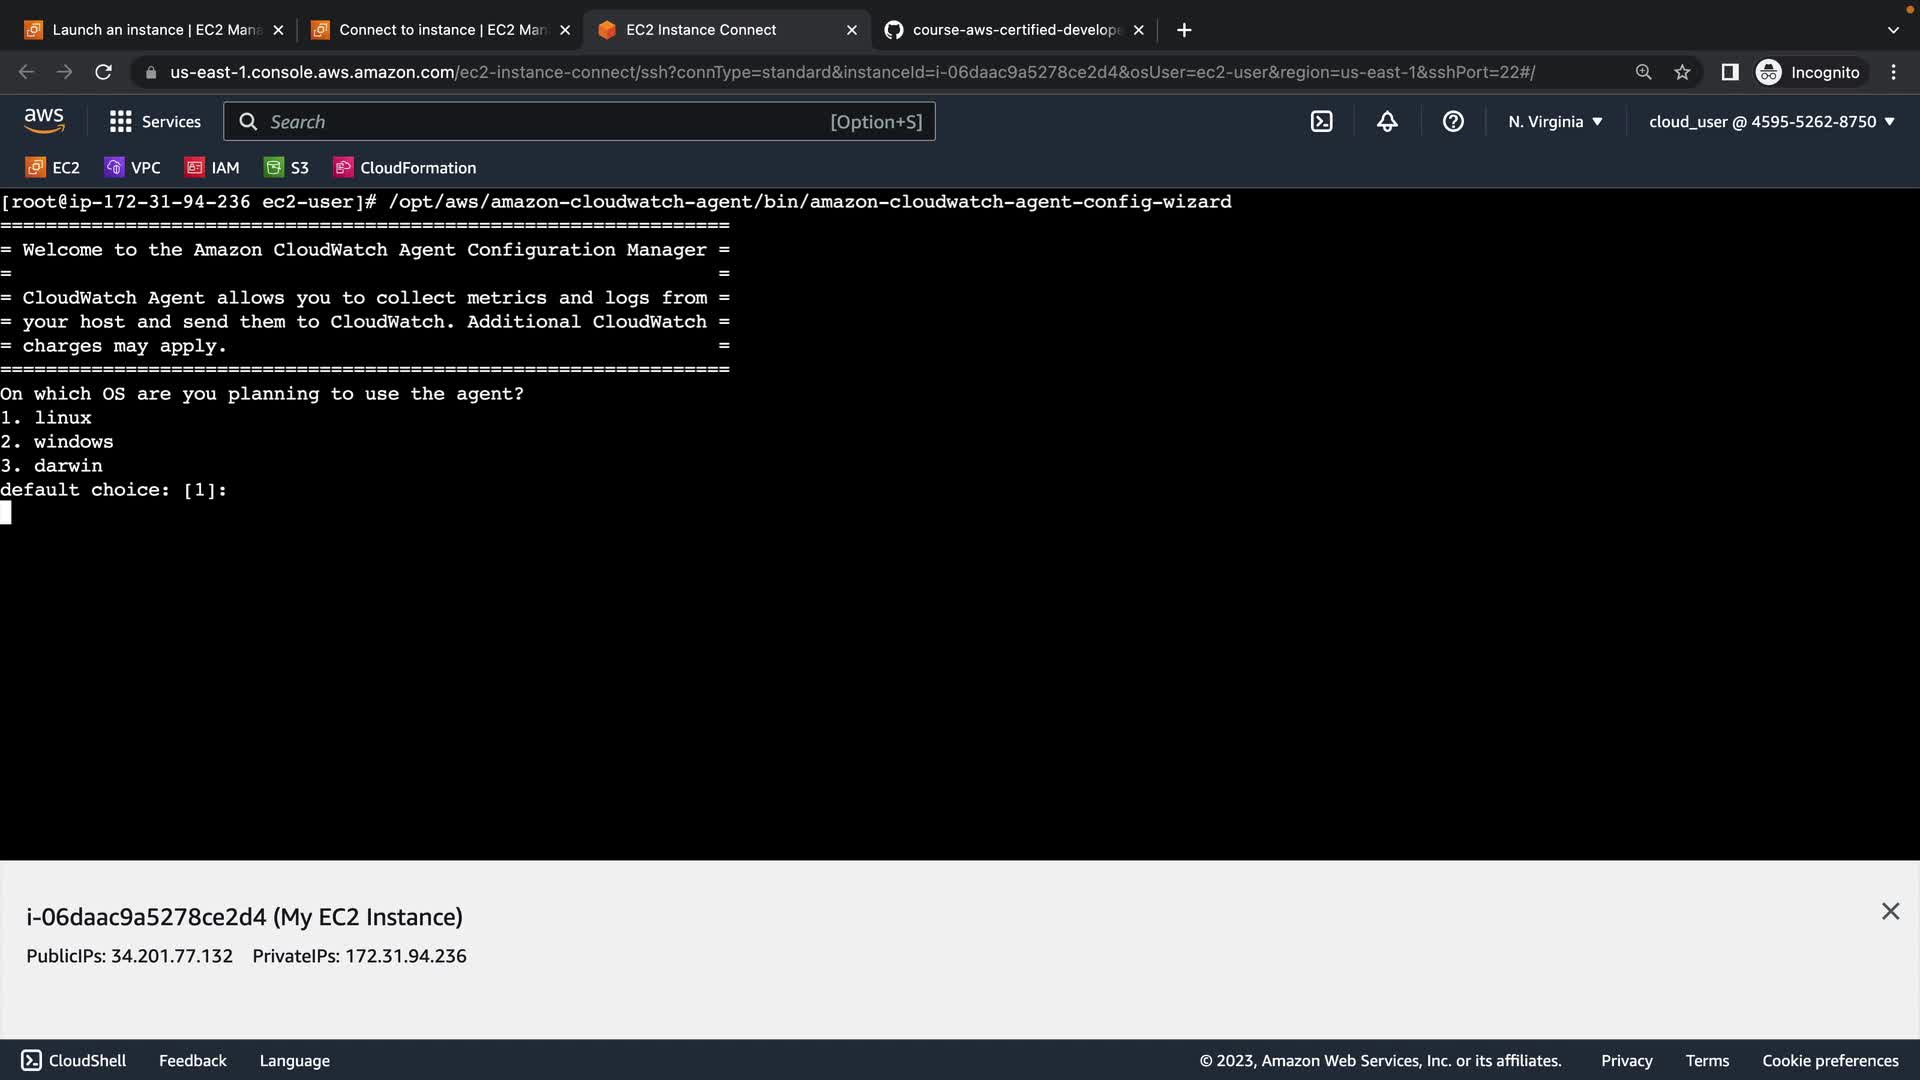 Launch an instance | EC2 Mana
Connect to instance | EC2 Man
EC2 Instance Connect
course-aws-certified-develope
us-east-1.console.aws.amazon.com/ec2-instance-connect/ssh?connType=standard&instanceId=i-06daac9a5278ce2d4&osUser=ec2-user&region=us-east-1&sshPort=22#/
Incognito
aws
Services
Search
[Option+S]
N. Virginia
cloud_user @ 4595-5262-8750
EC2
VPC
IAM
S3
CloudFormation
[root@ip-172-31-94-236 ec2-user]# /opt/aws/amazon-cloudwatch-agent/bin/amazon-cloudwatch-agent-config-wizard
================================================================
= Welcome to the Amazon CloudWatch Agent Configuration Manager =
=                                                              =
= CloudWatch Agent allows you to collect metrics and logs from =
= your host and send them to CloudWatch. Additional CloudWatch =
= charges may apply.                                           =
================================================================
On which OS are you planning to use the agent?
1. linux
2. windows
3. darwin
default choice: [1]:
i-06daac9a5278ce2d4 (My EC2 Instance)
PublicIPs: 34.201.77.132    PrivateIPs: 172.31.94.236
CloudShell
Feedback
Language
© 2023, Amazon Web Services, Inc. or its affiliates.
Privacy
Terms
Cookie preferences